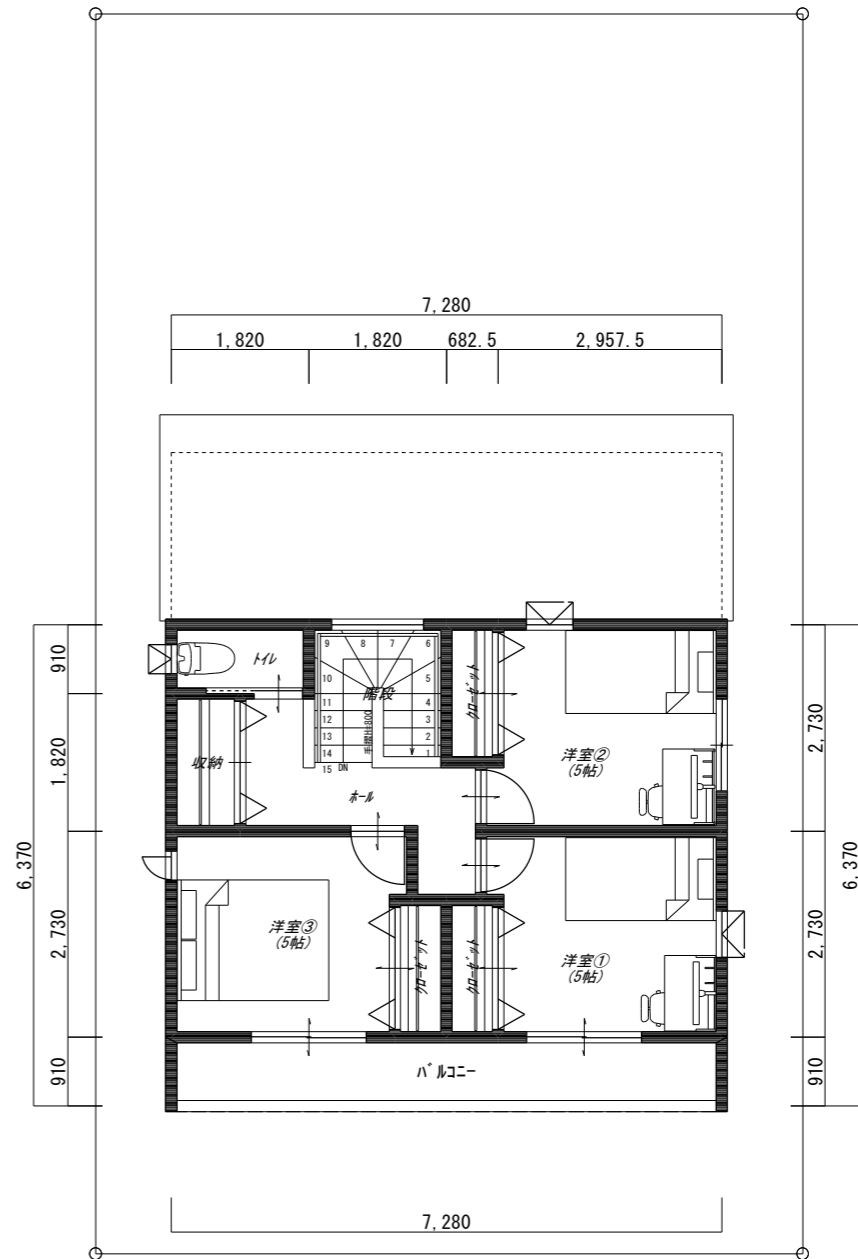 7,280
1,820 1,820 682.5 2,957.5
910
1,820
2,730
910
6,370
2,730
2,730
910
6,370
トイレ
9 8 7 6
10 5
階段
11 4
12 3
13 2
14 1
15 DN
手摺H=800
クローゼット
収納
ホール
洋室②
(5帖)
洋室③
(5帖)
クローゼット
クローゼット
洋室①
(5帖)
バルコニー
7,280